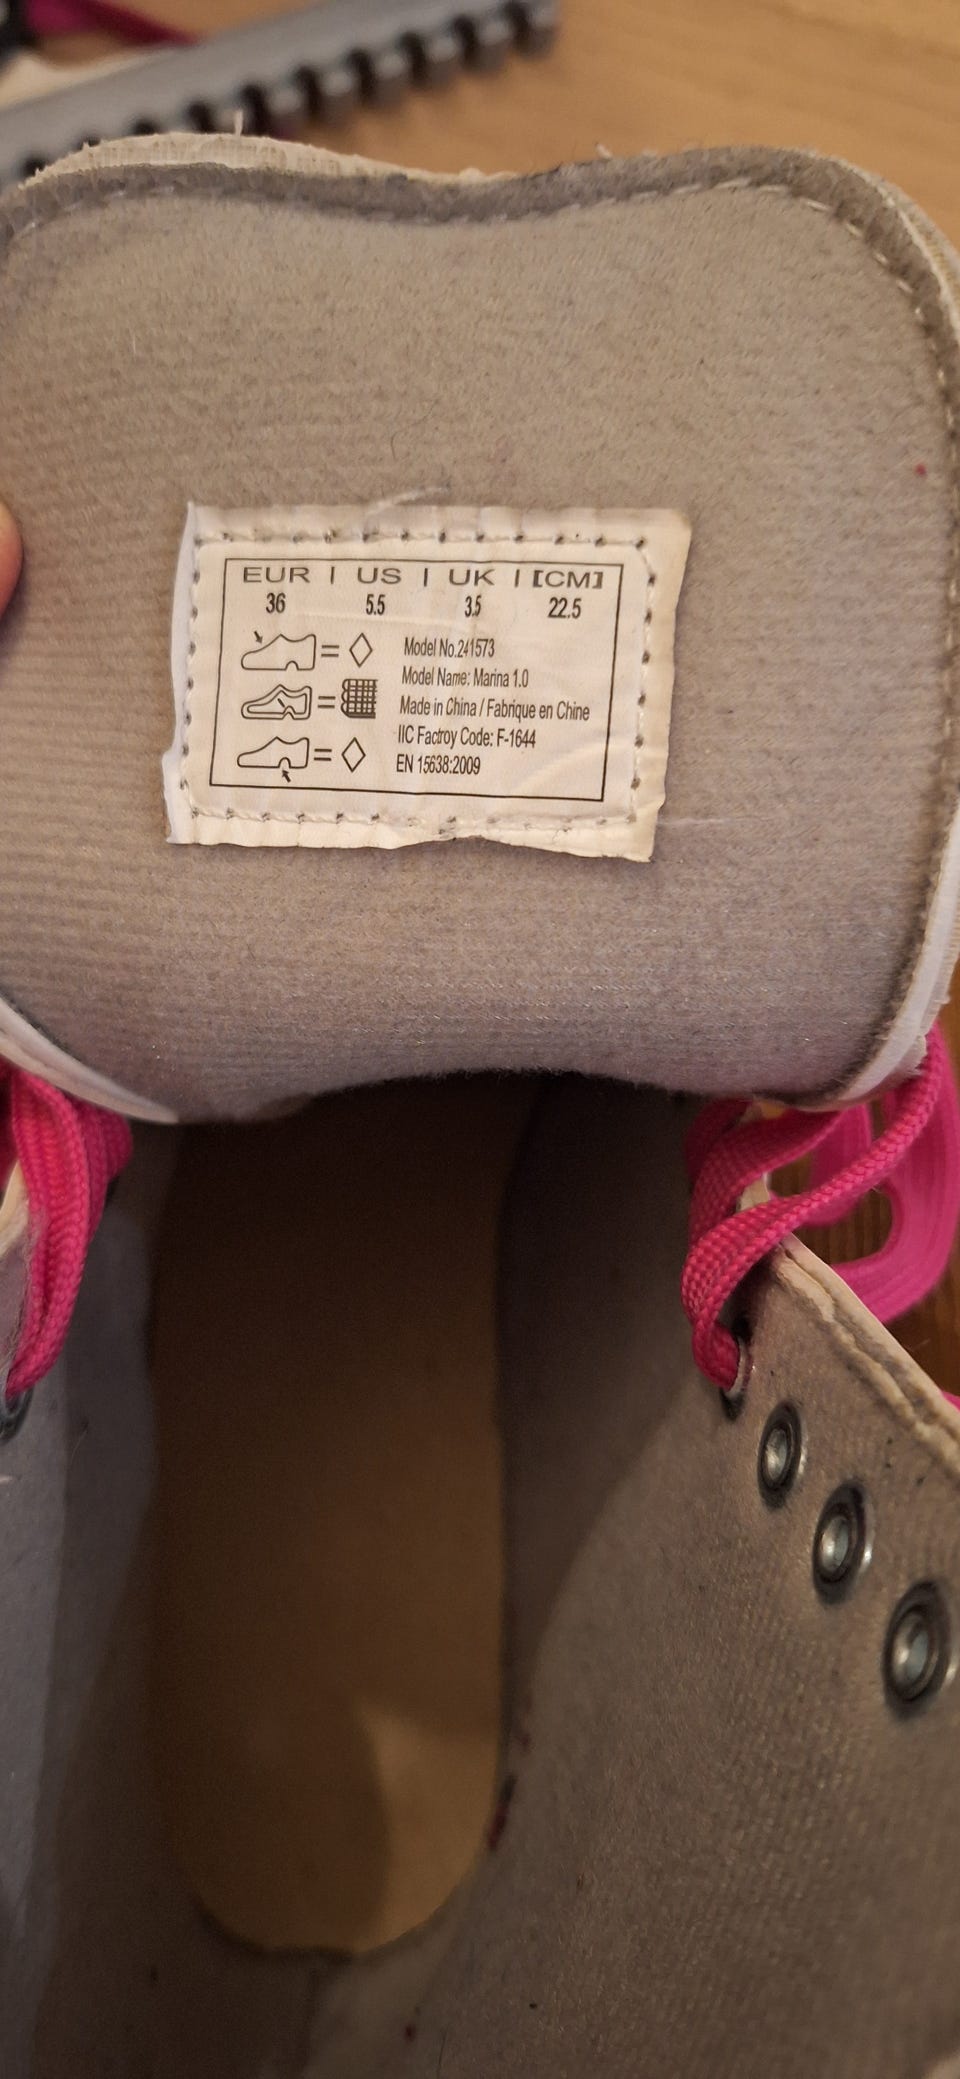 EUR | US | UK | [CM]
36 5.5 3.5 22.5
Model No.241573
Model Name: Marina 1.0
Made in China / Fabrique en Chine
IIC Factroy Code: F-1644
EN 15638:2009